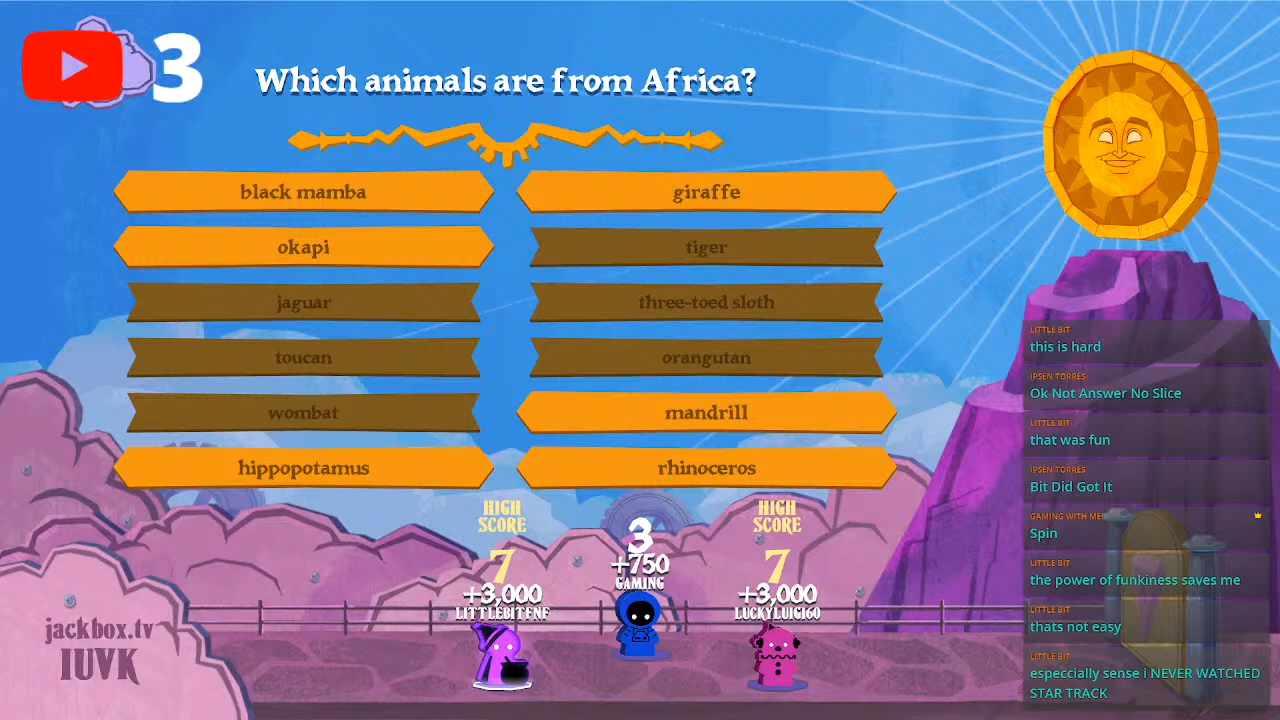 3
Which animals are from Africa?
black mamba
giraffe
okapi
tiger
jaguar
three-toed sloth
toucan
orangutan
wombat
mandrill
hippopotamus
rhinoceros
HIGH
SCORE
7
+3,000
LITTLEBITFNF
3
+750
GAMING
HIGH
SCORE
7
+3,000
LUCKYLUIGI60
jackbox.tv
IUVK
LITTLE BIT
this is hard
IPSEN TORRES
Ok Not Answer No Slice
LITTLE BIT
that was fun
IPSEN TORRES
Bit Did Got It
GAMING WITH ME!
Spin
LITTLE BIT
the power of funkiness saves me
LITTLE BIT
thats not easy
LITTLE BIT
especcially sense i NEVER WATCHED
STAR TRACK